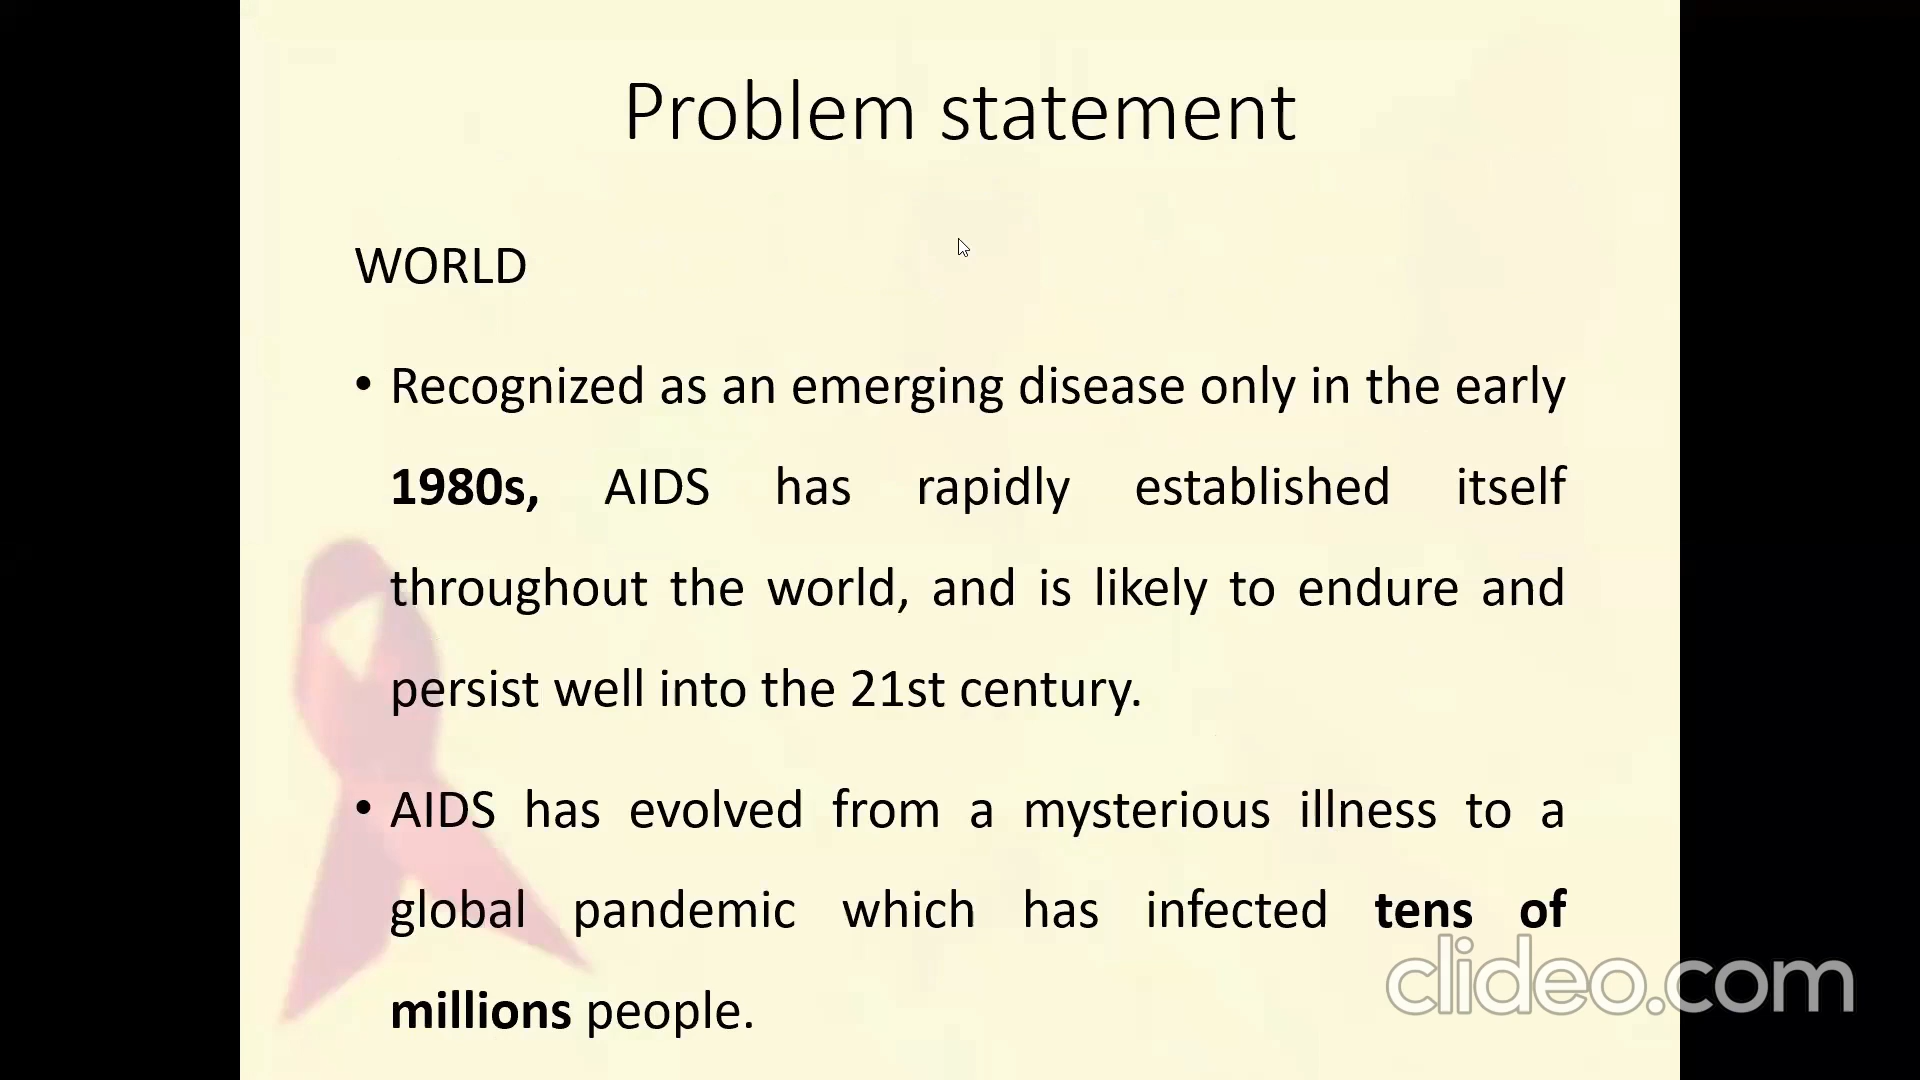 Problem statement
WORLD
• Recognized as an emerging disease only in the early
1980s, AIDS has rapidly established itself
throughout the world, and is likely to endure and
persist well into the 21st century.
• AIDS has evolved from a mysterious illness to a
global pandemic which has infected tens of
millions people.
clideo.com